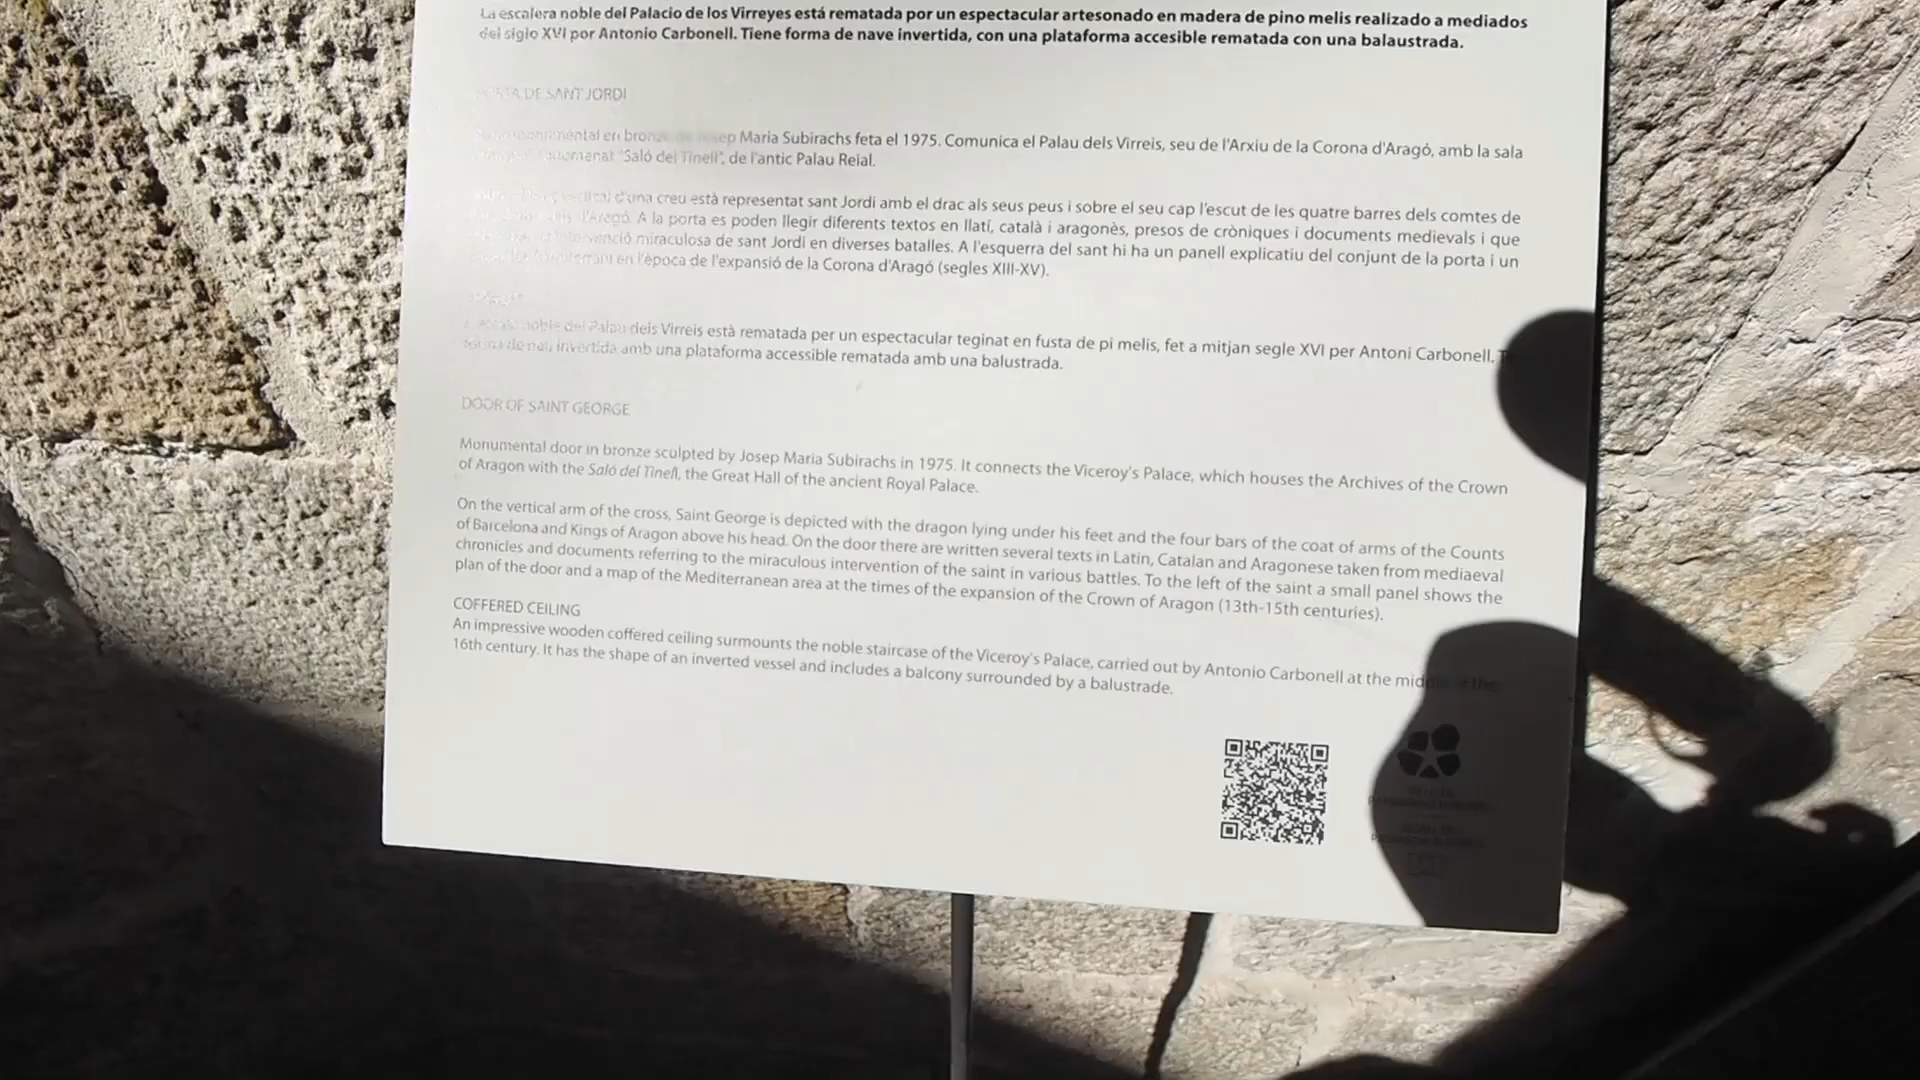 La escalera noble del Palacio de los Virreyes está rematada por un espectacular artesonado en madera de pino melis realizado a mediados
del siglo XVI por Antonio Carbonell. Tiene forma de nave invertida, con una plataforma accesible rematada con una balaustrada.
DE SANT JORDI
monumental en bronze de Josep Maria Subirachs feta el 1975. Comunica el Palau dels Virreis, seu de l'Arxiu de la Corona d'Aragó, amb la sala
"Saló del Tinell", de l'antic Palau Reial.
vertical d'una creu està representat sant Jordi amb el drac als seus peus i sobre el seu cap l'escut de les quatre barres dels comtes de
d'Aragó. A la porta es poden llegir diferents textos en llatí, català i aragonès, presos de cròniques i documents medievals i que
intervenció miraculosa de sant Jordi en diverses batalles. A l'esquerra del sant hi ha un panell explicatiu del conjunt de la porta i un
en l'època de l'expansió de la Corona d'Aragó (segles XIII-XV).
noble del Palau dels Virreis està rematada per un espectacular teginat en fusta de pi melis, fet a mitjan segle XVI per Antoni Carbonell.
forma de nau invertida amb una plataforma accessible rematada amb una balustrada.
DOOR OF SAINT GEORGE
Monumental door in bronze sculpted by Josep Maria Subirachs in 1975. It connects the Viceroy's Palace, which houses the Archives of the Crown
of Aragon with the Saló del Tinell, the Great Hall of the ancient Royal Palace.
On the vertical arm of the cross, Saint George is depicted with the dragon lying under his feet and the four bars of the coat of arms of the Counts
of Barcelona and Kings of Aragon above his head. On the door there are written several texts in Latin, Catalan and Aragonese taken from mediaeval
chronicles and documents referring to the miraculous intervention of the saint in various battles. To the left of the saint a small panel shows the
plan of the door and a map of the Mediterranean area at the times of the expansion of the Crown of Aragon (13th-15th centuries).
COFFERED CEILING
An impressive wooden coffered ceiling surmounts the noble staircase of the Viceroy's Palace, carried out by Antonio Carbonell at the middle of the
16th century. It has the shape of an inverted vessel and includes a balcony surrounded by a balustrade.